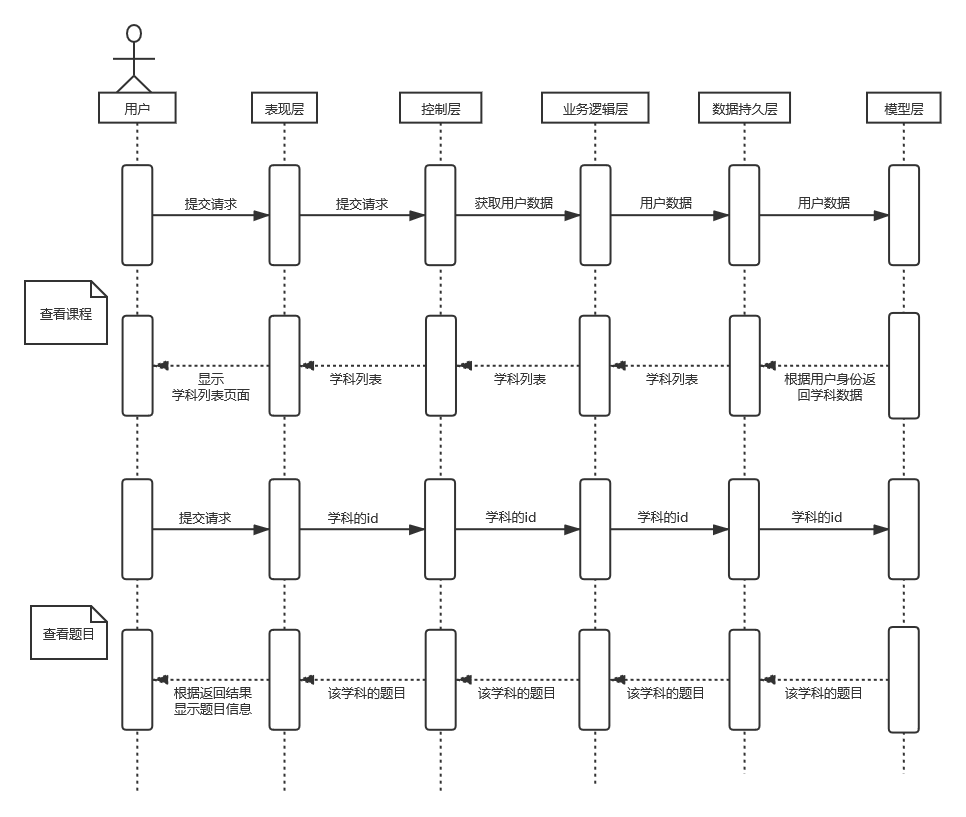 用户
表现层
控制层
业务逻辑层
数据持久层
模型层
提交请求
提交请求
获取用户数据
用户数据
用户数据
查看课程
显示
学科列表页面
学科列表
学科列表
学科列表
根据用户身份返
回学科数据
提交请求
学科的id
学科的id
学科的id
学科的id
查看题目
根据返回结果
显示题目信息
该学科的题目
该学科的题目
该学科的题目
该学科的题目